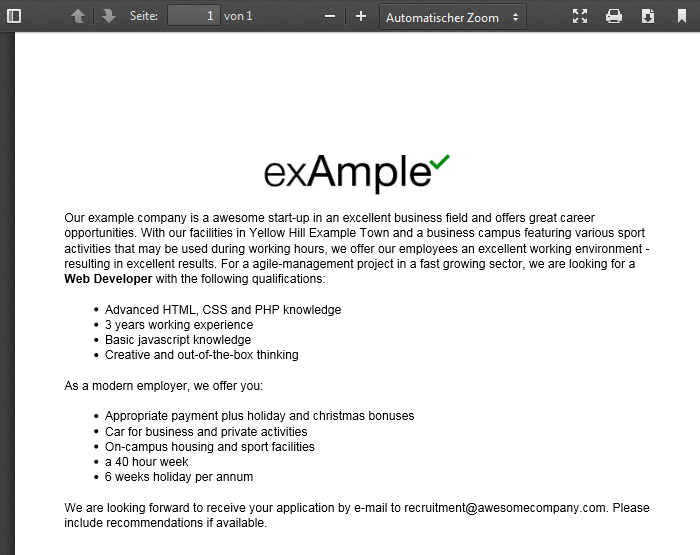 Seite: 1 von 1 Automatischer Zoom
exAmple
Our example company is a awesome start-up in an excellent business field and offers great career
opportunities. With our facilities in Yellow Hill Example Town and a business campus featuring various sport
activities that may be used during working hours, we offer our employees an excellent working environment -
resulting in excellent results. For a agile-management project in a fast growing sector, we are looking for a
Web Developer with the following qualifications:
• Advanced HTML, CSS and PHP knowledge
• 3 years working experience
• Basic javascript knowledge
• Creative and out-of-the-box thinking
As a modern employer, we offer you:
• Appropriate payment plus holiday and christmas bonuses
• Car for business and private activities
• On-campus housing and sport facilities
• a 40 hour week
• 6 weeks holiday per annum
We are looking forward to receive your application by e-mail to recruitment@awesomecompany.com. Please
include recommendations if available.